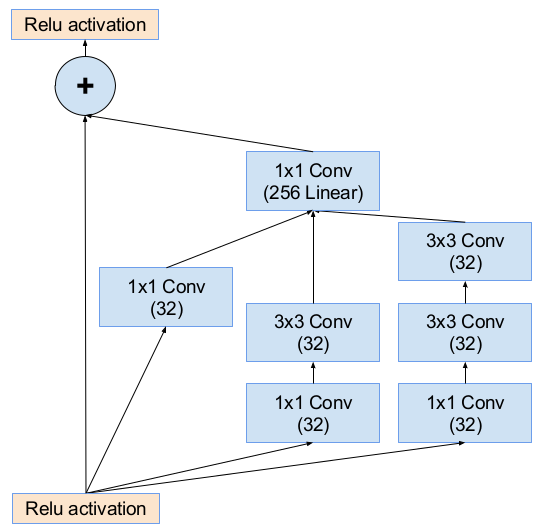 Relu activation
+
1x1 Conv
(256 Linear)
3x3 Conv
(32)
1x1 Conv
(32)
3x3 Conv
(32)
3x3 Conv
(32)
1x1 Conv
(32)
1x1 Conv
(32)
Relu activation